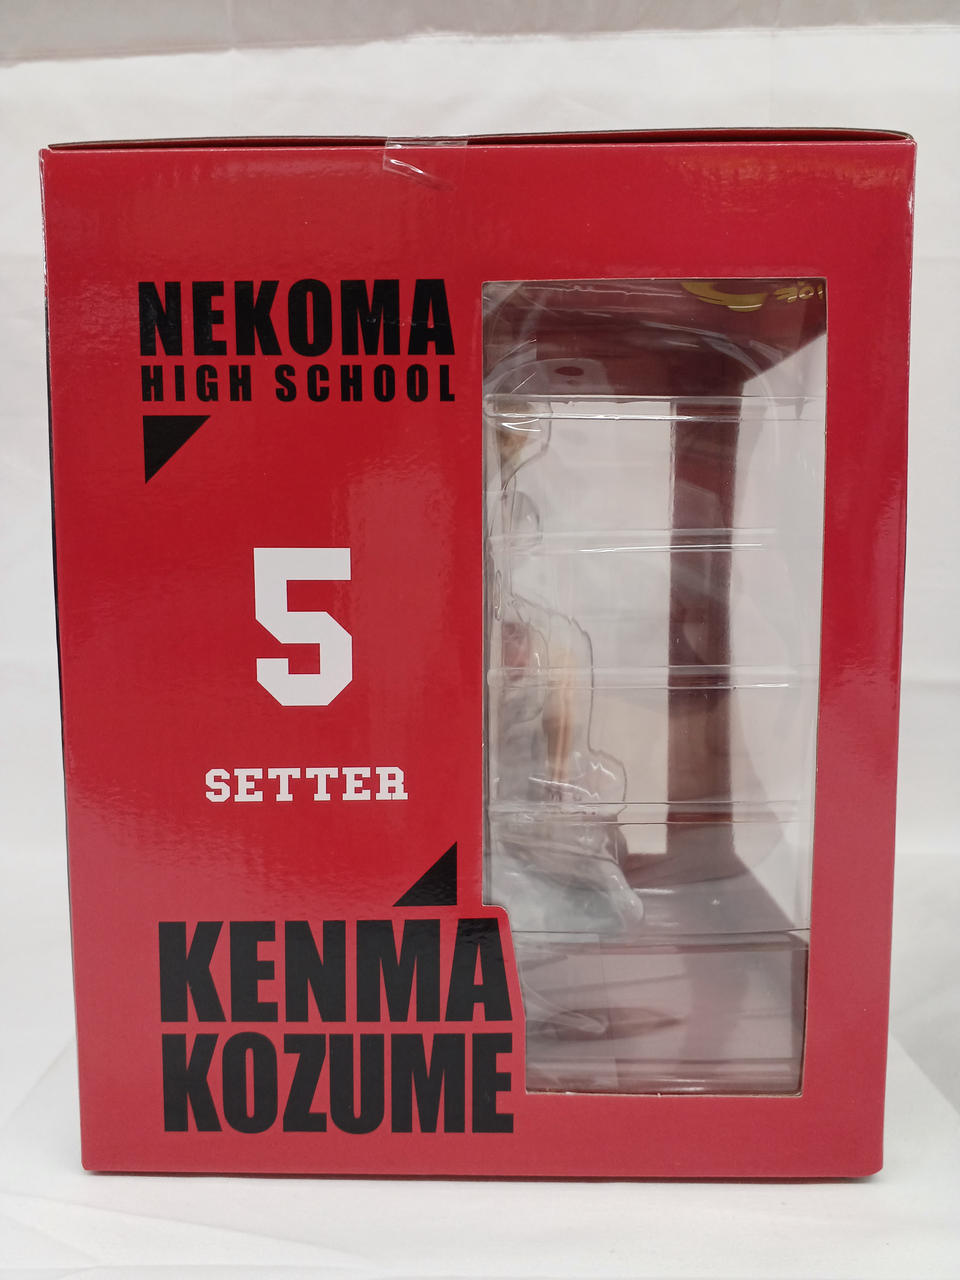 NEKOMA
HIGH SCHOOL
5
SETTER
KENMA
KOZUME